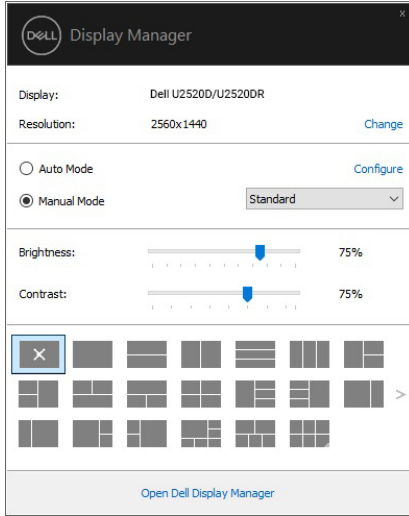 x
DELL Display Manager
Display: Dell U2520D/U2520DR
Resolution: 2560x1440 Change
Auto Mode Configure
Manual Mode Standard
Brightness: 75%
Contrast: 75%
Open Dell Display Manager